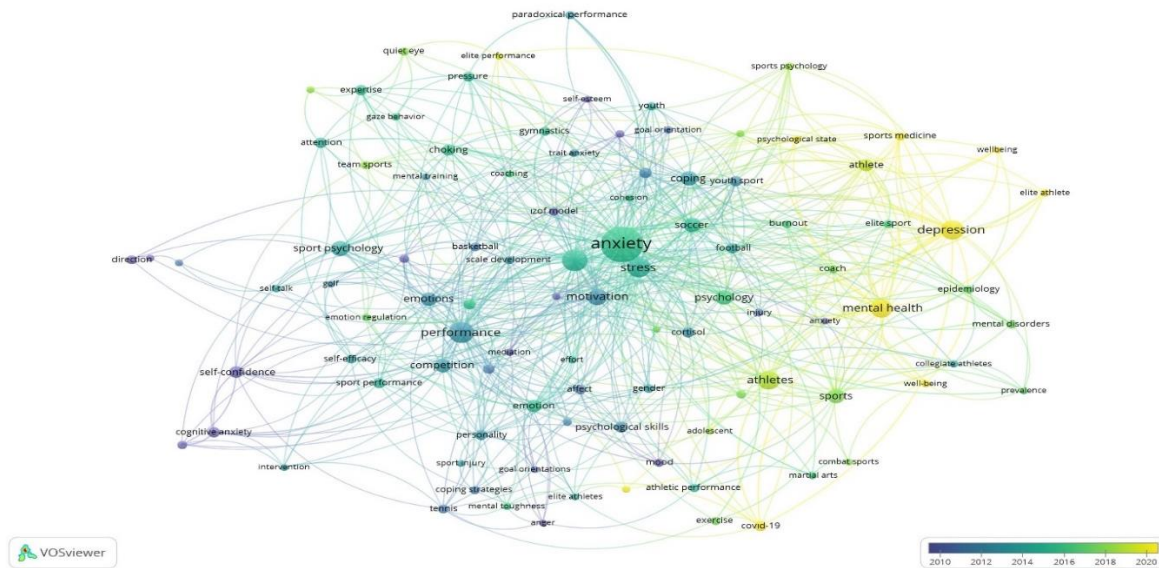 paradoxical performance
quiet eye
elite performance
pressure
sports psychology
expertise
self-esteem
youth
gaze behavior
gymnastics
goal orientation
psychological state
sports medicine
attention
choking
trait anxiety
wellbeing
team sports
mental training
coaching
coping
youth sport
athlete
elite athlete
cohesion
izof model
soccer
burnout
elite sport
depression
anxiety
sport psychology
basketball
football
direction
scale development
stress
coach
self-talk
golf
emotions
motivation
psychology
mental health
epidemiology
emotion regulation
injury
anxiety
mental disorders
performance
cortisol
mediation
self-efficacy
competition
effort
collegiate athletes
self-confidence
sport performance
affect
gender
athletes
well-being
prevalence
sports
emotion
cognitive anxiety
personality
psychological skills
adolescent
intervention
sport injury
goal orientations
mood
combat sports
martial arts
coping strategies
elite athletes
athletic performance
tennis
mental toughness
anger
exercise
covid-19
VOSviewer
2010 2012 2014 2016 2018 2020